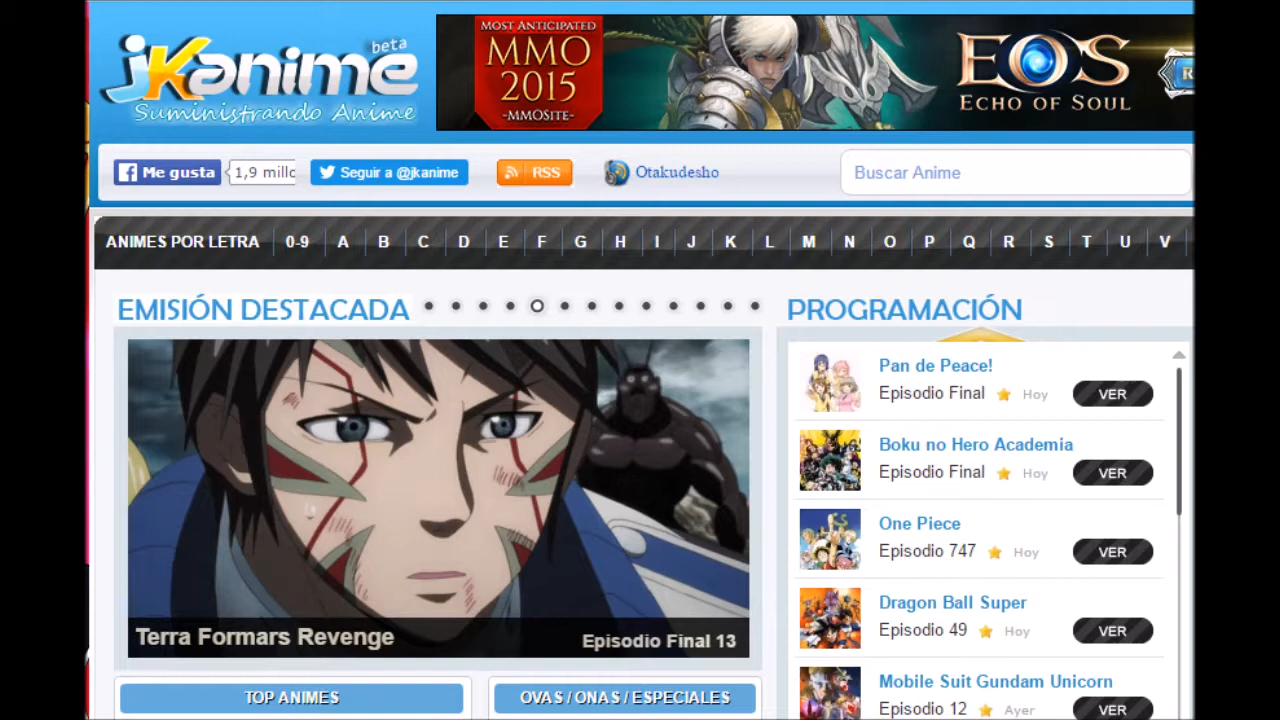 jKanime beta
Suministrando Anime
MOST ANTICIPATED
MMO
2015
-MMOSITE-
EOS
ECHO OF SOUL
R
Me gusta
1,9 millo
Seguir a @jkanime
RSS
Otakudesho
Buscar Anime
ANIMES POR LETRA 0-9 A B C D E F G H I J K L M N O P Q R S T U V
EMISIÓN DESTACADA
Terra Formars Revenge
Episodio Final 13
TOP ANIMES
OVAS / ONAS / ESPECIALES
PROGRAMACIÓN
Pan de Peace!
Episodio Final Hoy VER
Boku no Hero Academia
Episodio Final Hoy VER
One Piece
Episodio 747 Hoy VER
Dragon Ball Super
Episodio 49 Hoy VER
Mobile Suit Gundam Unicorn
Episodio 12 Ayer VER